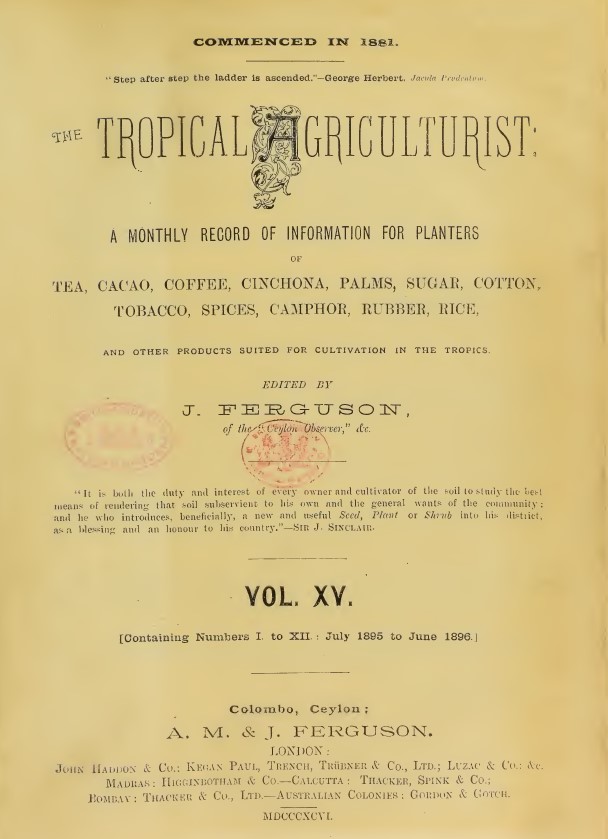 COMMENCED IN 1881.
"Step after step the ladder is ascended."—George Herbert. Jacula Prudentum.
THE TROPICAL AGRICULTURIST:
A MONTHLY RECORD OF INFORMATION FOR PLANTERS
OF
TEA, CACAO, COFFEE, CINCHONA, PALMS, SUGAR, COTTON,
TOBACCO, SPICES, CAMPHOR, RUBBER, RICE,
AND OTHER PRODUCTS SUITED FOR CULTIVATION IN THE TROPICS.
EDITED BY
J. FERGUSON,
of the "Ceylon Observer," &c.
"It is both the duty and interest of every owner and cultivator of the soil to study the best
means of rendering that soil subservient to his own and the general wants of the community;
and he who introduces, beneficially, a new and useful Seed, Plant or Shrub into his district,
is a blessing and an honour to his country."—SIR J. SINCLAIR.
VOL. XV.
[Containing Numbers I. to XII. : July 1895 to June 1896.]
Colombo, Ceylon;
A. M. & J. FERGUSON.
LONDON:
JOHN HADDON & CO.; KEGAN PAUL, TRENCH, TRÜBNER & CO., LTD.; LUZAC & CO.; &c.
MADRAS: HIGGINBOTHAM & CO.—CALCUTTA: THACKER, SPINK & CO.;
BOMBAY: THACKER & CO., LTD.—AUSTRALIAN COLONIES: GORDON & GOTCH.
MDCCCXCVI.